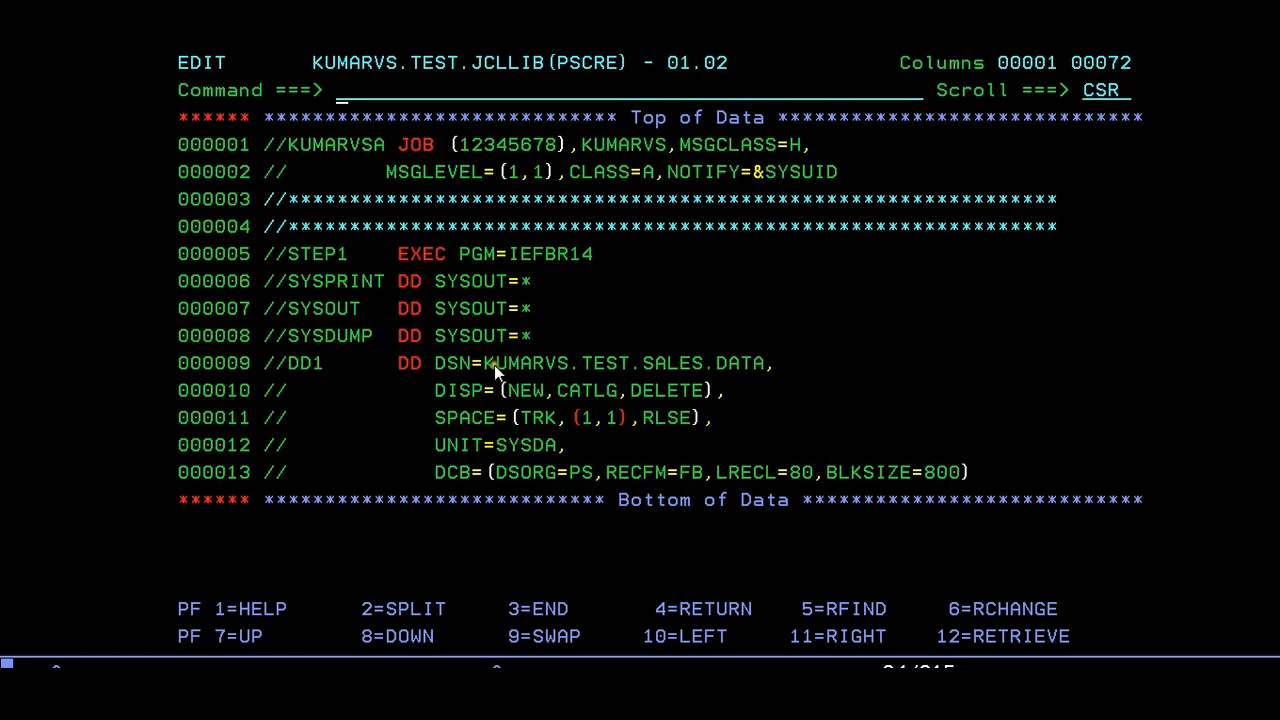 EDIT       KUMARVS.TEST.JCLLIB(PSCRE) - 01.02              Columns 00001 00072
Command ===>                                                  Scroll ===> CSR
****** ***************************** Top of Data ******************************
000001 //KUMARVSA JOB (12345678),KUMARVS,MSGCLASS=H,
000002 //        MSGLEVEL=(1,1),CLASS=A,NOTIFY=&SYSUID
000003 //***************************************************************
000004 //***************************************************************
000005 //STEP1    EXEC PGM=IEFBR14
000006 //SYSPRINT DD SYSOUT=*
000007 //SYSOUT   DD SYSOUT=*
000008 //SYSDUMP  DD SYSOUT=*
000009 //DD1      DD DSN=KUMARVS.TEST.SALES.DATA,
000010 //            DISP=(NEW,CATLG,DELETE),
000011 //            SPACE=(TRK,(1,1),RLSE),
000012 //            UNIT=SYSDA,
000013 //            DCB=(DSORG=PS,RECFM=FB,LRECL=80,BLKSIZE=800)
****** **************************** Bottom of Data ****************************
PF 1=HELP      2=SPLIT     3=END       4=RETURN    5=RFIND     6=RCHANGE
PF 7=UP        8=DOWN      9=SWAP     10=LEFT     11=RIGHT    12=RETRIEVE